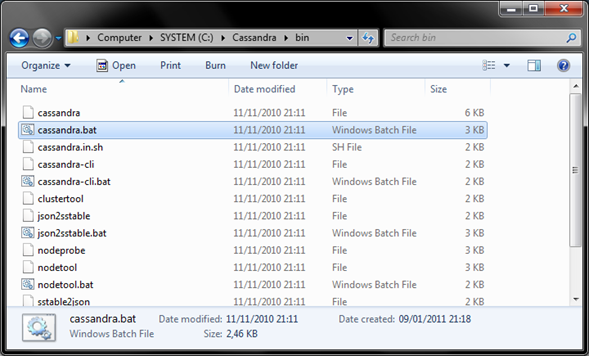 Computer ▸ SYSTEM (C:) ▸ Cassandra ▸ bin Search bin
Organize Open Print Burn New folder
Name Date modified Type Size
cassandra 11/11/2010 21:11 File 6 KB
cassandra.bat 11/11/2010 21:11 Windows Batch File 3 KB
cassandra.in.sh 11/11/2010 21:11 SH File 2 KB
cassandra-cli 11/11/2010 21:11 File 2 KB
cassandra-cli.bat 11/11/2010 21:11 Windows Batch File 2 KB
clustertool 11/11/2010 21:11 File 2 KB
json2sstable 11/11/2010 21:11 File 2 KB
json2sstable.bat 11/11/2010 21:11 Windows Batch File 3 KB
nodeprobe 11/11/2010 21:11 File 2 KB
nodetool 11/11/2010 21:11 File 2 KB
nodetool.bat 11/11/2010 21:11 Windows Batch File 2 KB
sstable2json 11/11/2010 21:11 File 2 KB
cassandra.bat Date modified: 11/11/2010 21:11 Date created: 09/01/2011 21:18
Windows Batch File Size: 2,46 KB